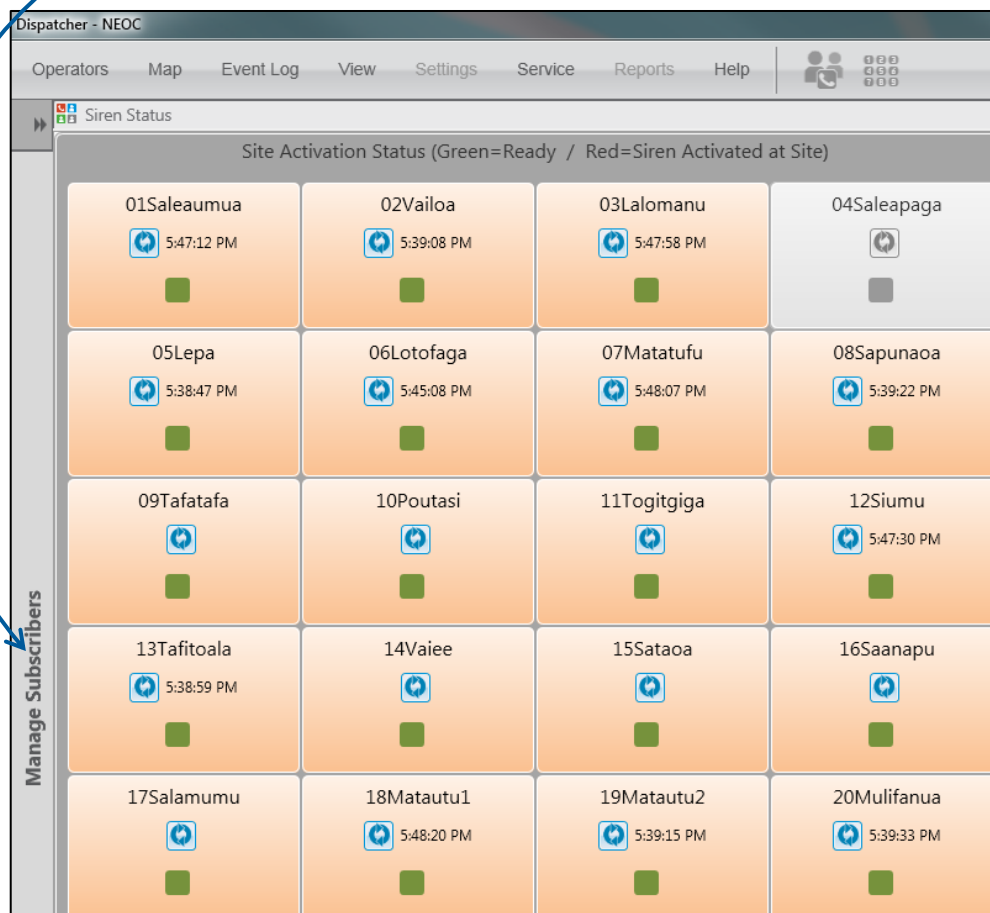 Dispatcher - NEOC
Operators Map Event Log View Settings Service Reports Help
Siren Status
Site Activation Status (Green=Ready / Red=Siren Activated at Site)
01Saleaumua 02Vailoa 03Lalomanu 04Saleapaga
5:47:12 PM 5:39:08 PM 5:47:58 PM
05Lepa 06Lotofaga 07Matatufu 08Sapunaoa
5:38:47 PM 5:45:08 PM 5:48:07 PM 5:39:22 PM
09Tafatafa 10Poutasi 11Togitgiga 12Siumu
5:47:30 PM
13Tafitoala 14Vaiee 15Sataoa 16Saanapu
5:38:59 PM
17Salamumu 18Matautu1 19Matautu2 20Mulifanua
5:48:20 PM 5:39:15 PM 5:39:33 PM
Manage Subscribers